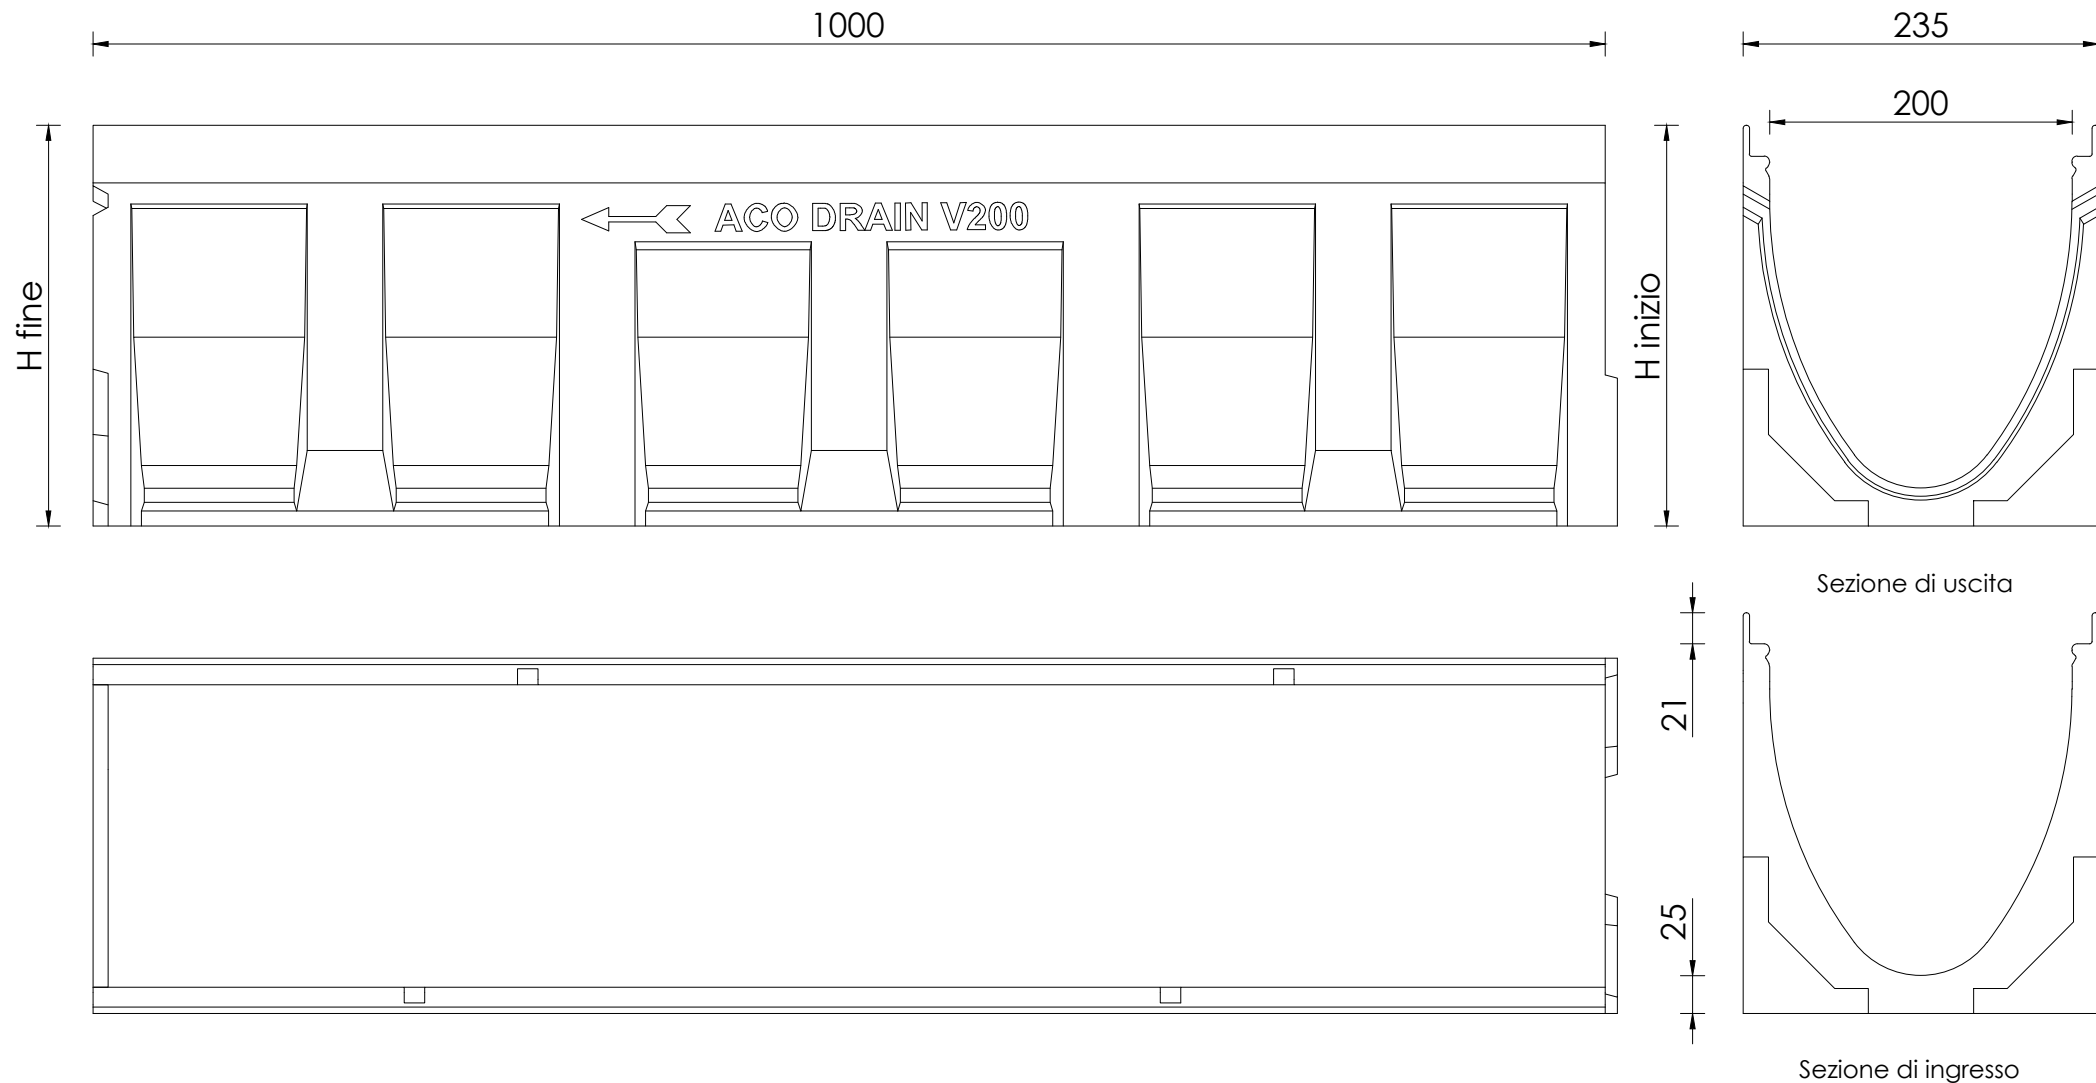 1000
235
200
ACO DRAIN V200
H fine
H inizio
Sezione di uscita
21
25
Sezione di ingresso